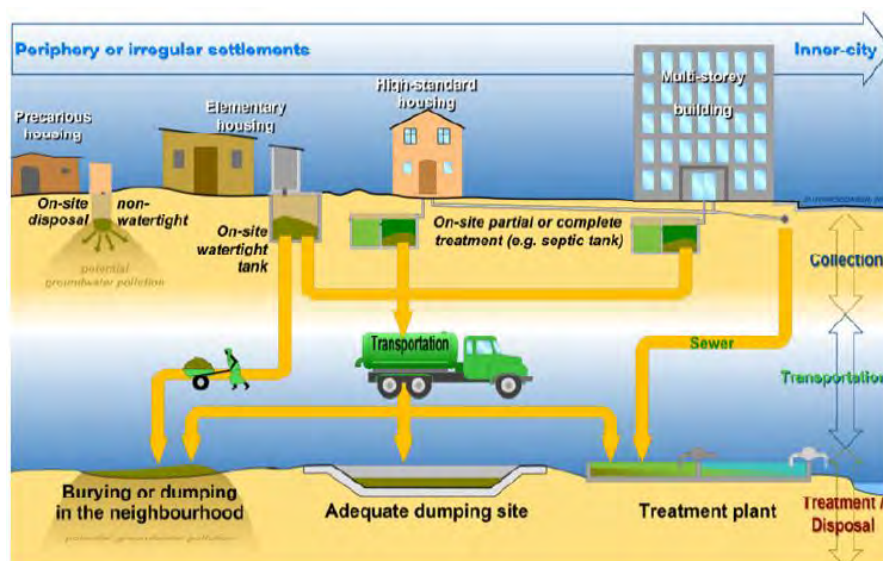 Periphery or irregular settlements
Inner-city
Precarious
housing
Elementary
housing
High-standard
housing
Multi-storey
building
On-site
disposal
non-
watertight
potential
groundwater pollution
On-site
watertight
tank
On-site partial or complete
treatment (e.g. septic tank)
Collection
Transportation
Sewer
Transportation
Burying or dumping
in the neighbourhood
groundwater pollution
Adequate dumping site
Treatment plant
Treatment /
Disposal